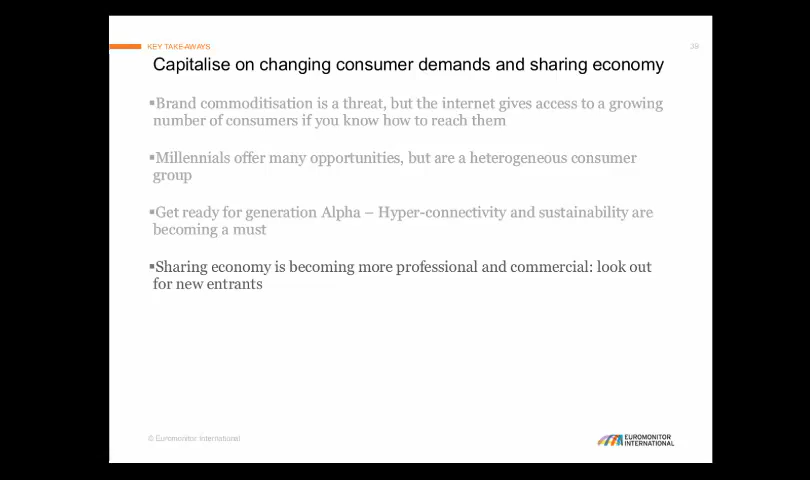 KEY TAKE-AWAYS
39
Capitalise on changing consumer demands and sharing economy
▪Brand commoditisation is a threat, but the internet gives access to a growing
number of consumers if you know how to reach them
▪Millennials offer many opportunities, but are a heterogeneous consumer
group
▪Get ready for generation Alpha – Hyper-connectivity and sustainability are
becoming a must
▪Sharing economy is becoming more professional and commercial: look out
for new entrants
© Euromonitor International
EUROMONITOR
INTERNATIONAL